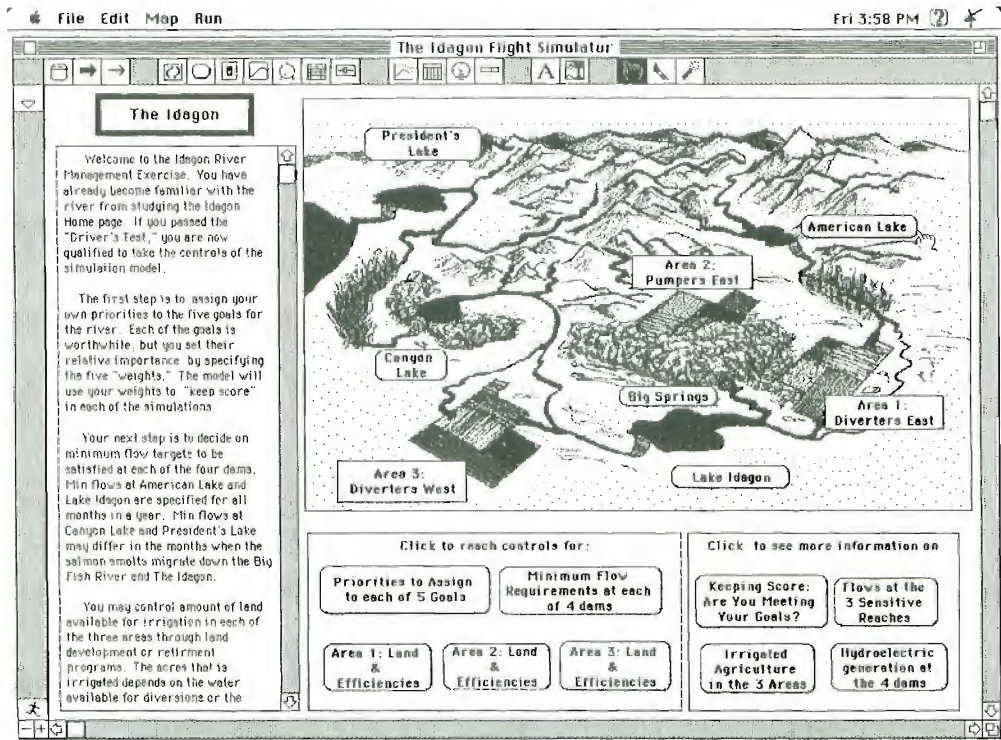 File Edit Map Run
Fri 3:58 PM
The Idagon Flight Simulator
The Idagon
Welcome to the Idagon River
Management Exercise. You have
already become familiar with the
river from studying the Idagon
Home page. If you passed the
"Driver's Test," you are now
qualified to take the controls of the
simulation model.
The first step is to assign your
own priorities to the five goals for
the river. Each of the goals is
worthwhile, but you set their
relative importance by specifying
the five "weights." The model will
use your weights to "keep score"
in each of the simulations
Your next step is to decide on
minimum flow targets to be
satisfied at each of the four dams.
Min flows at American Lake and
Lake Idagon are specified for all
months in a year. Min flows at
Canyon Lake and President's Lake
may differ in the months when the
salmon smolts migrate down the Big
Fish River and The Idagon.
You may control amount of land
available for irrigation in each of
the three areas through land
development or retirment
programs. The acres that is
irrigated depends on the water
available for diversions or the
President's
Lake
American Lake
Area 2:
Pumpers East
Canyon
Lake
Big Springs
Area 1:
Diverters East
Area 3:
Diverters West
Lake Idagon
Click to reach controls for:
Priorities to Assign
to each of 5 Goals
Minimum Flow
Requirements at each
of 4 dams
Area 1: Land
&
Efficiencies
Area 2: Land
&
Efficiencies
Area 3: Land
&
Efficiencies
Click to see more information on
Keeping Score:
Are You Meeting
Your Goals?
Flows at the
3 Sensitive
Reaches
Irrigated
Agriculture
in the 3 Areas
Hydroelectric
generation at
the 4 dams